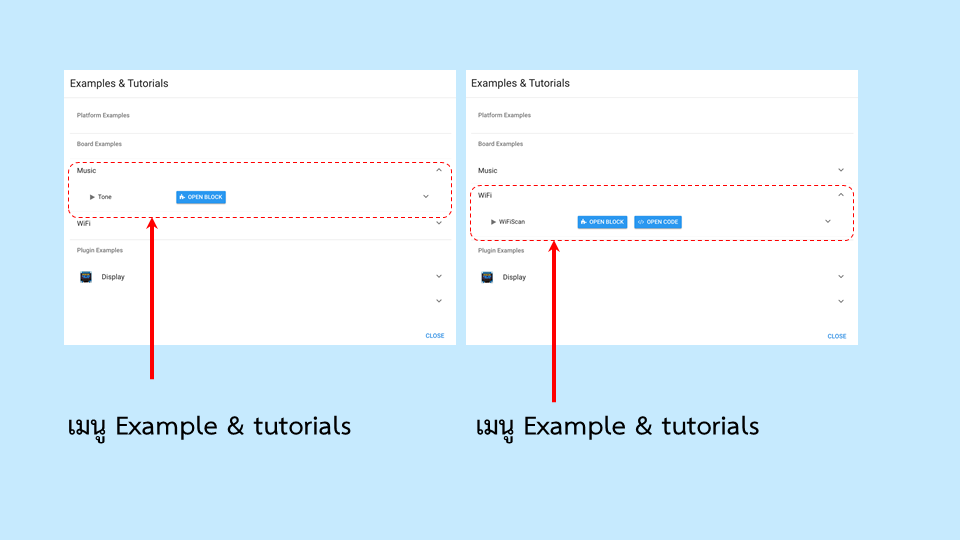 Examples & Tutorials
Platform Examples
Board Examples
Music
Tone OPEN BLOCK
WiFi
Plugin Examples
Display
CLOSE
เมนู Example & tutorials
Examples & Tutorials
Platform Examples
Board Examples
Music
WiFi
WiFiScan OPEN BLOCK </> OPEN CODE
Plugin Examples
Display
CLOSE
เมนู Example & tutorials